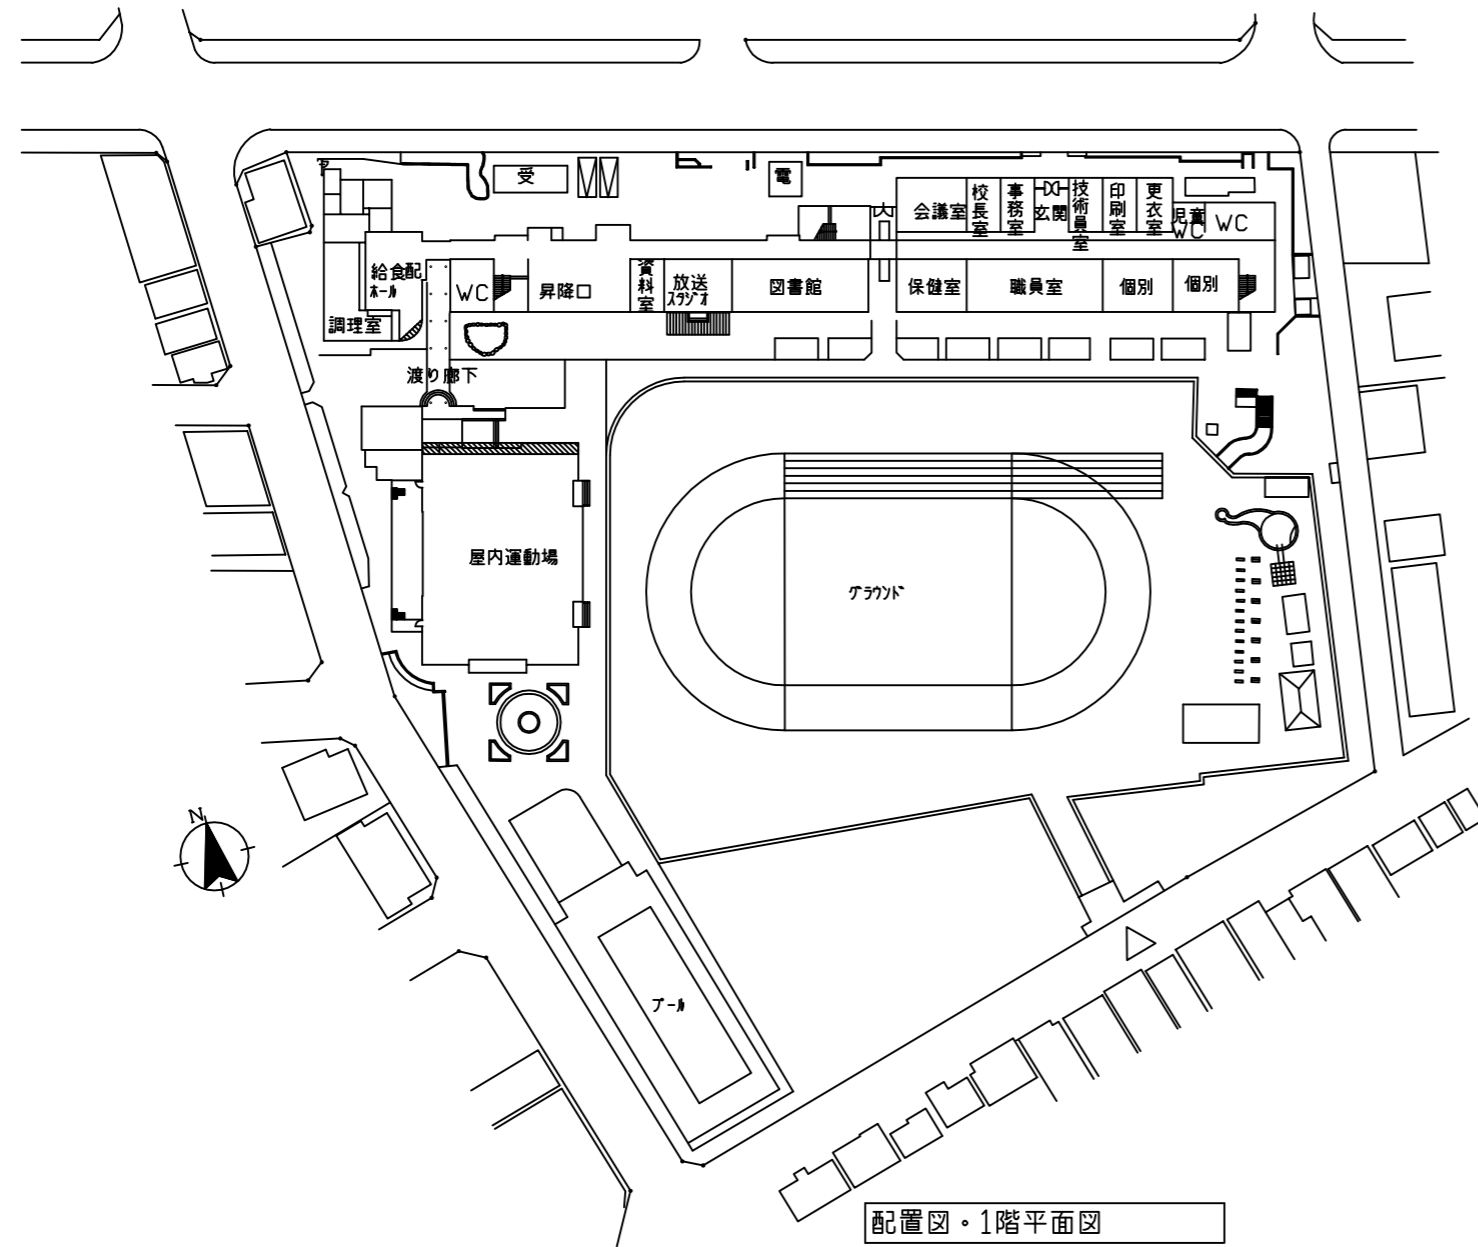 受
電
会議室
校長室
事務室
玄関
技術員室
印刷室
更衣室
児童
WC
WC
給食配
ホール
調理室
WC
昇降口
資料室
放送
スタジオ
図書館
保健室
職員室
個別
個別
渡り廊下
屋内運動場
グラウンド
N
プール
配置図・1階平面図